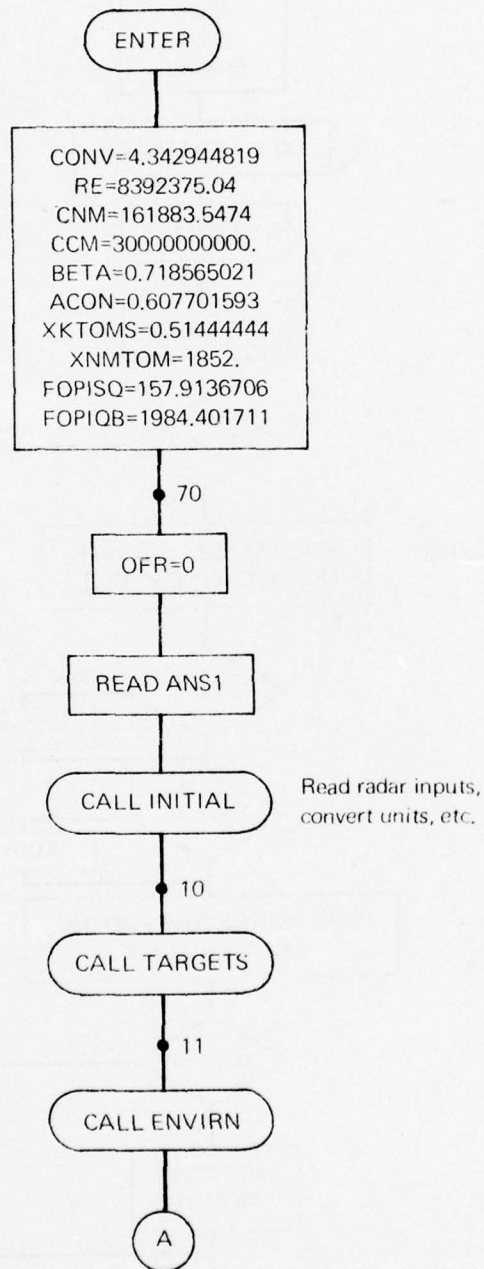 ENTER
CONV=4.342944819
RE=8392375.04
CNM=161883.5474
CCM=30000000000.
BETA=0.718565021
ACON=0.607701593
XKTOMS=0.51444444
XNMTOM=1852.
FOPISQ=157.9136706
FOPIQB=1984.401711
70
OFR=0
READ ANS1
CALL INITIAL
Read radar inputs,
convert units, etc.
10
CALL TARGETS
11
CALL ENVIRN
A